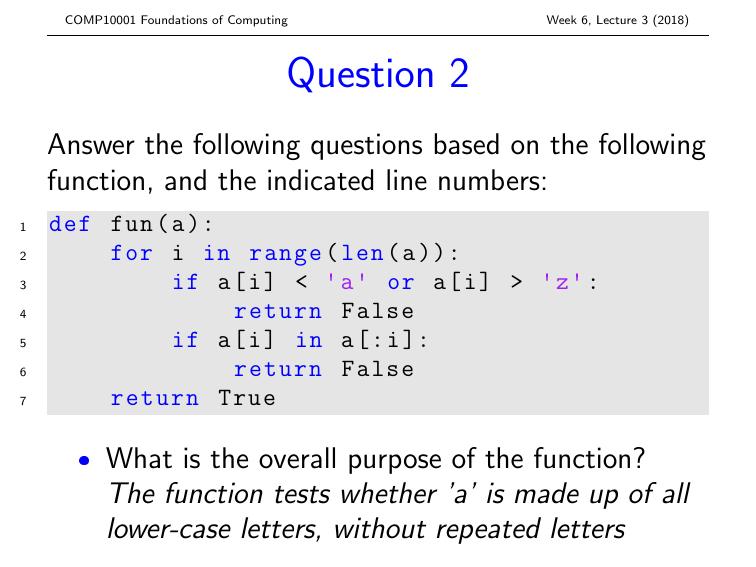 COMP10001 Foundations of Computing Week 6, Lecture 3 (2018)
Question 2
Answer the following questions based on the following
function, and the indicated line numbers:
1 def fun(a):
2     for i in range(len(a)):
3         if a[i] < 'a' or a[i] > 'z':
4             return False
5         if a[i] in a[:i]:
6             return False
7     return True
• What is the overall purpose of the function?
The function tests whether 'a' is made up of all
lower-case letters, without repeated letters